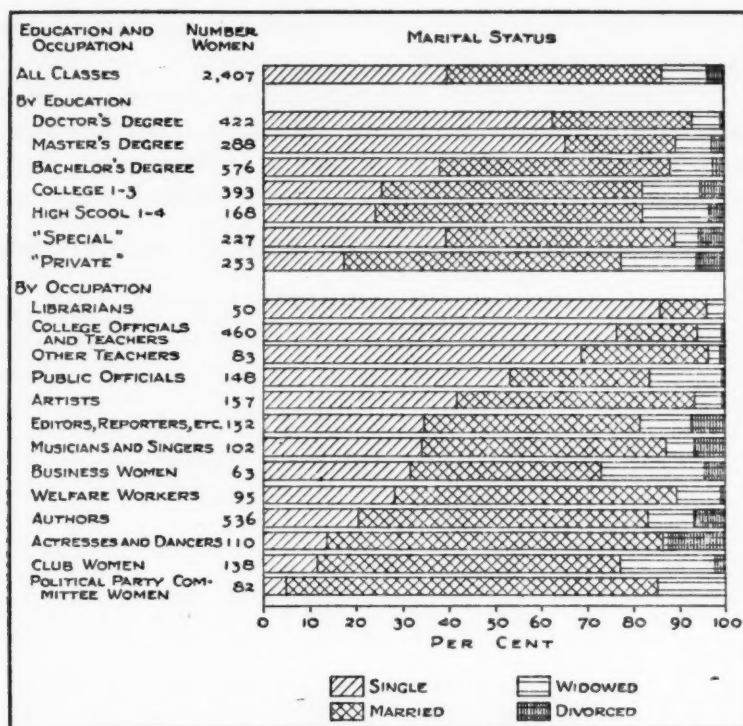 EDUCATION AND OCCUPATION NUMBER WOMEN MARITAL STATUS
ALL CLASSES 2,407
BY EDUCATION
DOCTOR'S DEGREE 422
MASTER'S DEGREE 288
BACHELOR'S DEGREE 576
COLLEGE 1-3 393
HIGH SCOOL 1-4 168
"SPECIAL" 227
"PRIVATE" 253
BY OCCUPATION
LIBRARIANS 50
COLLEGE OFFICIALS
AND TEACHERS 460
OTHER TEACHERS 83
PUBLIC OFFICIALS 148
ARTISTS 157
EDITORS, REPORTERS, ETC. 152
MUSICIANS AND SINGERS 102
BUSINESS WOMEN 63
WELFARE WORKERS 95
AUTHORS 536
ACTRESSES AND DANCERS 110
CLUB WOMEN 138
POLITICAL PARTY COM-
MITTEE WOMEN 82
0 10 20 30 40 50 60 70 80 90 100
PER CENT
SINGLE WIDOWED
MARRIED DIVORCED